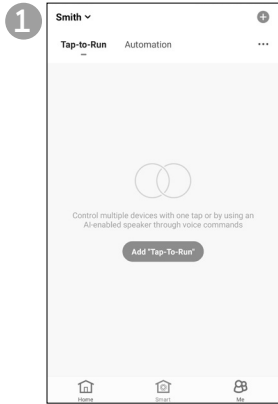 1
Smith
Tap-to-Run Automation
Control multiple devices with one tap or by using an
AI-enabled speaker through voice commands
Add "Tap-To-Run"
Home Smart Me